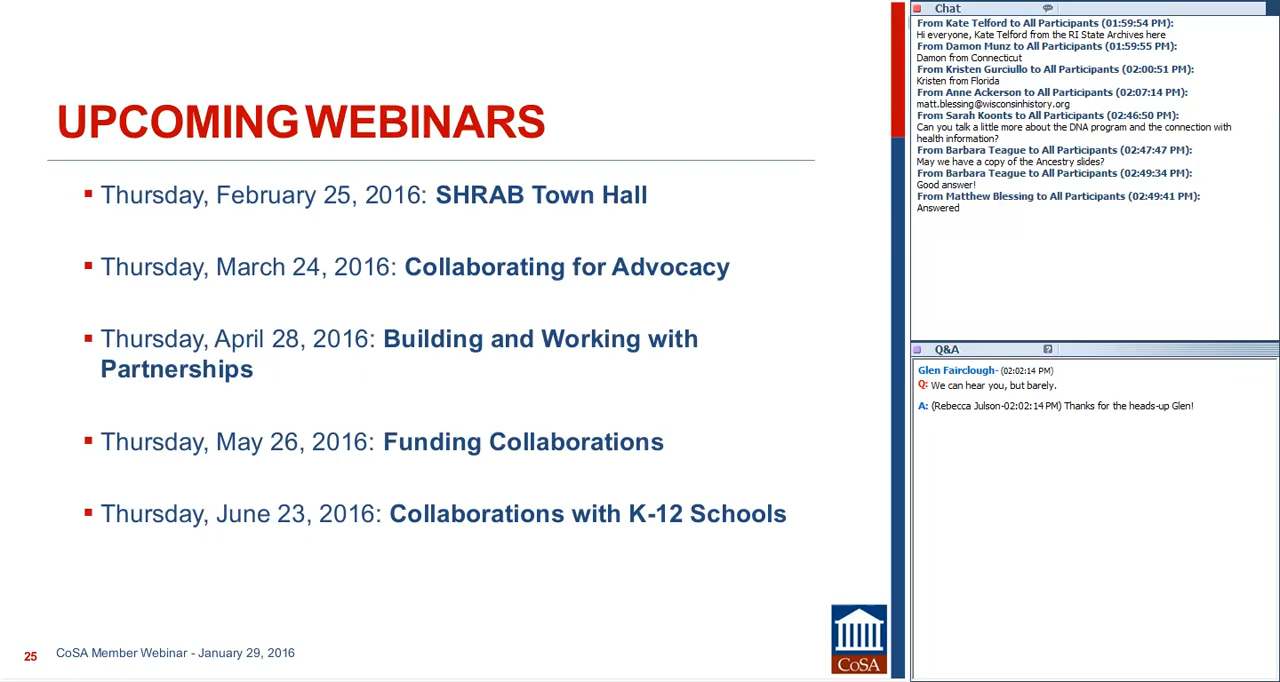 UPCOMING WEBINARS
▪ Thursday, February 25, 2016: SHRAB Town Hall
▪ Thursday, March 24, 2016: Collaborating for Advocacy
▪ Thursday, April 28, 2016: Building and Working with
Partnerships
▪ Thursday, May 26, 2016: Funding Collaborations
▪ Thursday, June 23, 2016: Collaborations with K-12 Schools
25 CoSA Member Webinar - January 29, 2016
CoSA
Chat
From Kate Telford to All Participants (01:59:54 PM):
Hi everyone, Kate Telford from the RI State Archives here
From Damon Munz to All Participants (01:59:55 PM):
Damon from Connecticut
From Kristen Gurciullo to All Participants (02:00:51 PM):
Kristen from Florida
From Anne Ackerson to All Participants (02:07:14 PM):
matt.blessing@wisconsinhistory.org
From Sarah Koonts to All Participants (02:46:50 PM):
Can you talk a little more about the DNA program and the connection with
health information?
From Barbara Teague to All Participants (02:47:47 PM):
May we have a copy of the Ancestry slides?
From Barbara Teague to All Participants (02:49:34 PM):
Good answer!
From Matthew Blessing to All Participants (02:49:41 PM):
Answered
Q&A ?
Glen Fairclough- (02:02:14 PM)
Q: We can hear you, but barely.
A: (Rebecca Julson-02:02:14 PM) Thanks for the heads-up Glen!